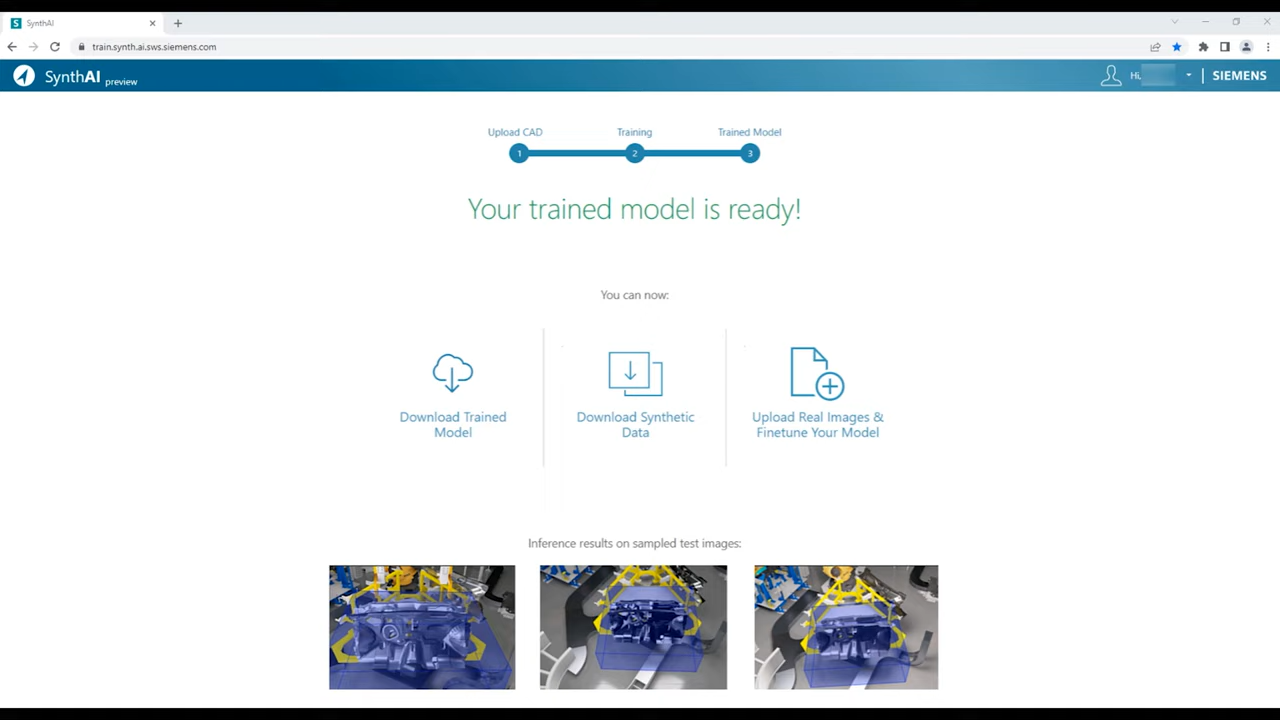 SynthAI
train.synth.ai.sws.siemens.com
SynthAI preview
Hi,
SIEMENS
Upload CAD
Training
Trained Model
1
2
3
Your trained model is ready!
You can now:
Download Trained
Model
Download Synthetic
Data
Upload Real Images &
Finetune Your Model
Inference results on sampled test images: